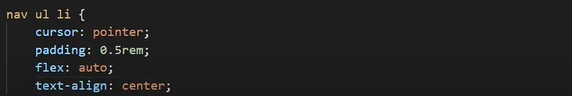 nav ul li {
    cursor: pointer;
    padding: 0.5rem;
    flex: auto;
    text-align: center;